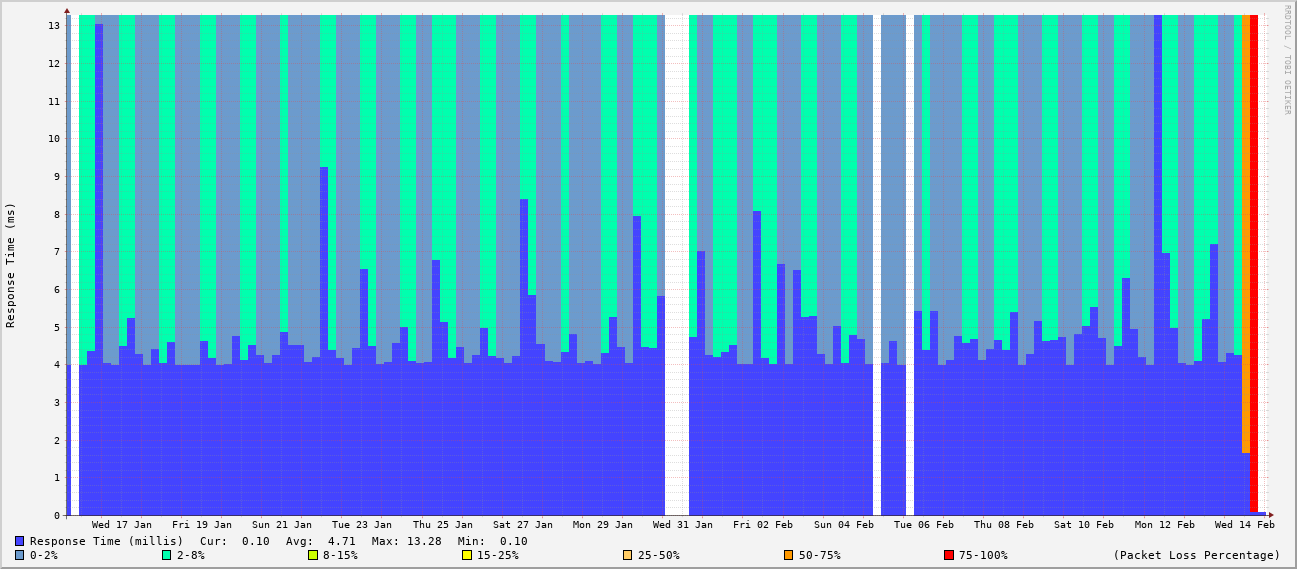 RRDTOOL / TOBI OETIKER
Response Time (ms)
13
12
11
10
9
8
7
6
5
4
3
2
1
0
Wed 17 Jan Fri 19 Jan Sun 21 Jan Tue 23 Jan Thu 25 Jan Sat 27 Jan Mon 29 Jan Wed 31 Jan Fri 02 Feb Sun 04 Feb Tue 06 Feb Thu 08 Feb Sat 10 Feb Mon 12 Feb Wed 14 Feb
Response Time (millis) Cur: 0.10 Avg: 4.71 Max: 13.28 Min: 0.10
0-2% 2-8% 8-15% 15-25% 25-50% 50-75% 75-100% (Packet Loss Percentage)